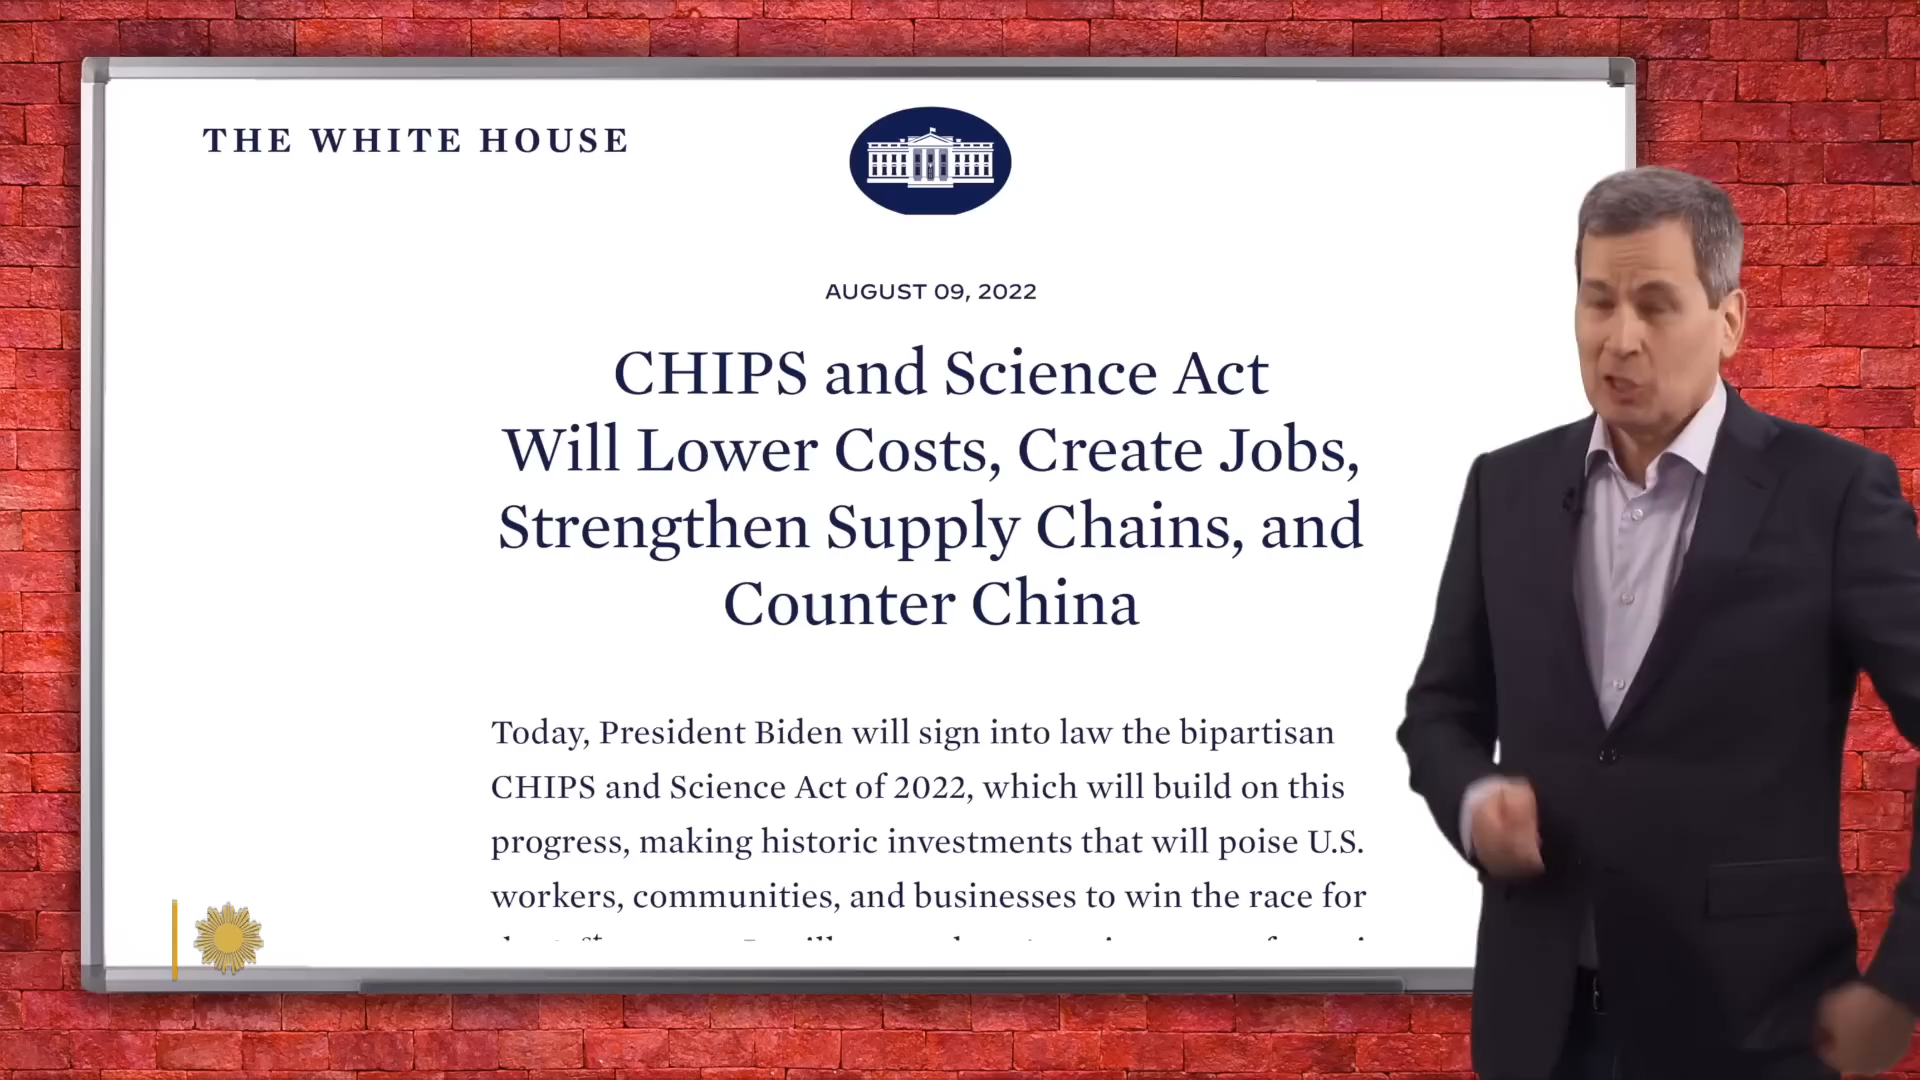 THE WHITE HOUSE
AUGUST 09, 2022
CHIPS and Science Act
Will Lower Costs, Create Jobs,
Strengthen Supply Chains, and
Counter China
Today, President Biden will sign into law the bipartisan
CHIPS and Science Act of 2022, which will build on this
progress, making historic investments that will poise U.S.
workers, communities, and businesses to win the race for